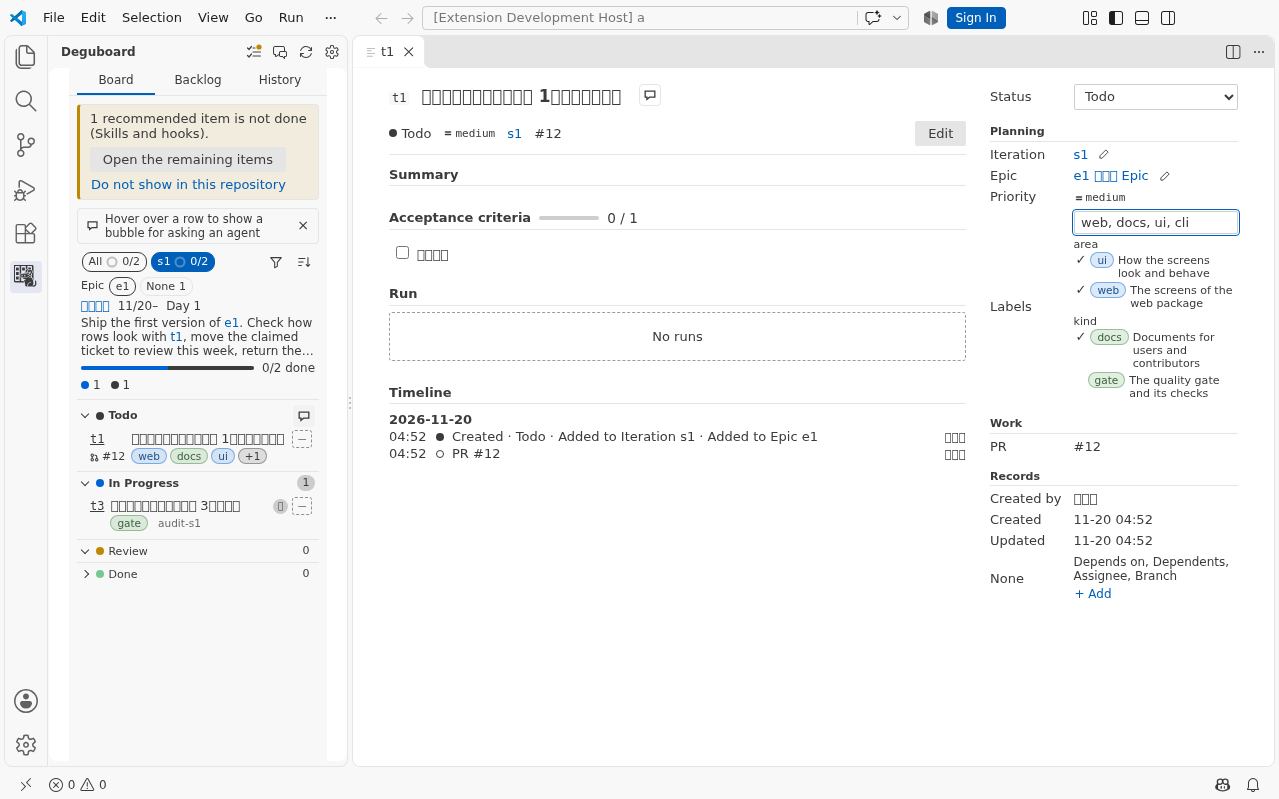 File Edit Selection View Go Run ···
[Extension Development Host] a
Sign In
Deguboard
Board Backlog History
1 recommended item is not done
(Skills and hooks).
Open the remaining items
Do not show in this repository
Hover over a row to show a
bubble for asking an agent
All 0/2 s1 0/2
Epic e1 None 1
11/20– Day 1
Ship the first version of e1. Check how
rows look with t1, move the claimed
ticket to review this week, return the…
0/2 done
1 1
Todo
t1 1
#12 web docs ui +1
In Progress 1
t3 3
gate audit-s1
Review 0
Done 0
t1
t1 1
Todo medium s1 #12
Edit
Summary
Acceptance criteria 0 / 1
Run
No runs
Timeline
2026-11-20
04:52 Created · Todo · Added to Iteration s1 · Added to Epic e1
04:52 PR #12
Status Todo
Planning
Iteration s1
Epic e1 Epic
Priority medium
Labels
web, docs, ui, cli
area
✓ ui How the screens
look and behave
✓ web The screens of the
web package
kind
✓ docs Documents for
users and
contributors
gate The quality gate
and its checks
Work
PR #12
Records
Created by
Created 11-20 04:52
Updated 11-20 04:52
None Depends on, Dependents,
Assignee, Branch
+ Add
0 0